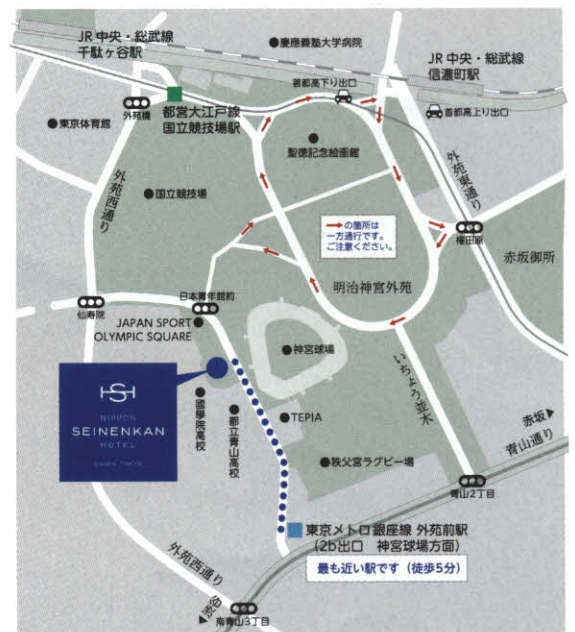 JR中央・総武線
千駄ヶ谷駅
慶應義塾大学病院
JR中央・総武線
信濃町駅
首都高下り出口
首都高上り出口
外苑橋
都営大江戸線
国立競技場駅
東京体育館
聖徳記念絵画館
外苑西通り
国立競技場
外苑東通り
→の箇所は
一方通行です。
ご注意ください。
権田原
赤坂御所
明治神宮外苑
仙寿院
日本青年館前
JAPAN SPORT
OLYMPIC SQUARE
神宮球場
いちょう並木
NIPPON
SEINENKAN
HOTEL
國學院高校
都立青山高校
TEPIA
秩父宮ラグビー場
赤坂
青山通り
青山2丁目
東京メトロ銀座線 外苑前駅
(2b出口 神宮球場方面)
最も近い駅です(徒歩5分)
外苑西通り
渋谷
南青山3丁目